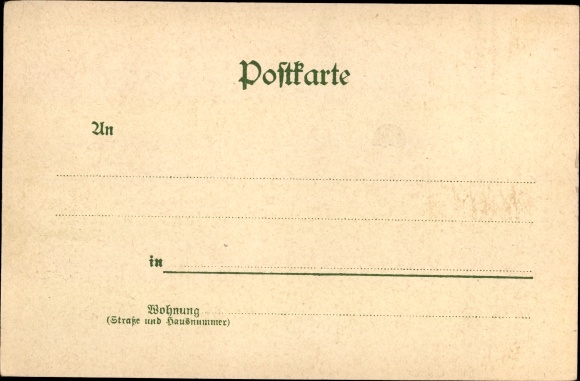 Poſtkarte
An
in
Wohnung
(Straße und Hausnummer)